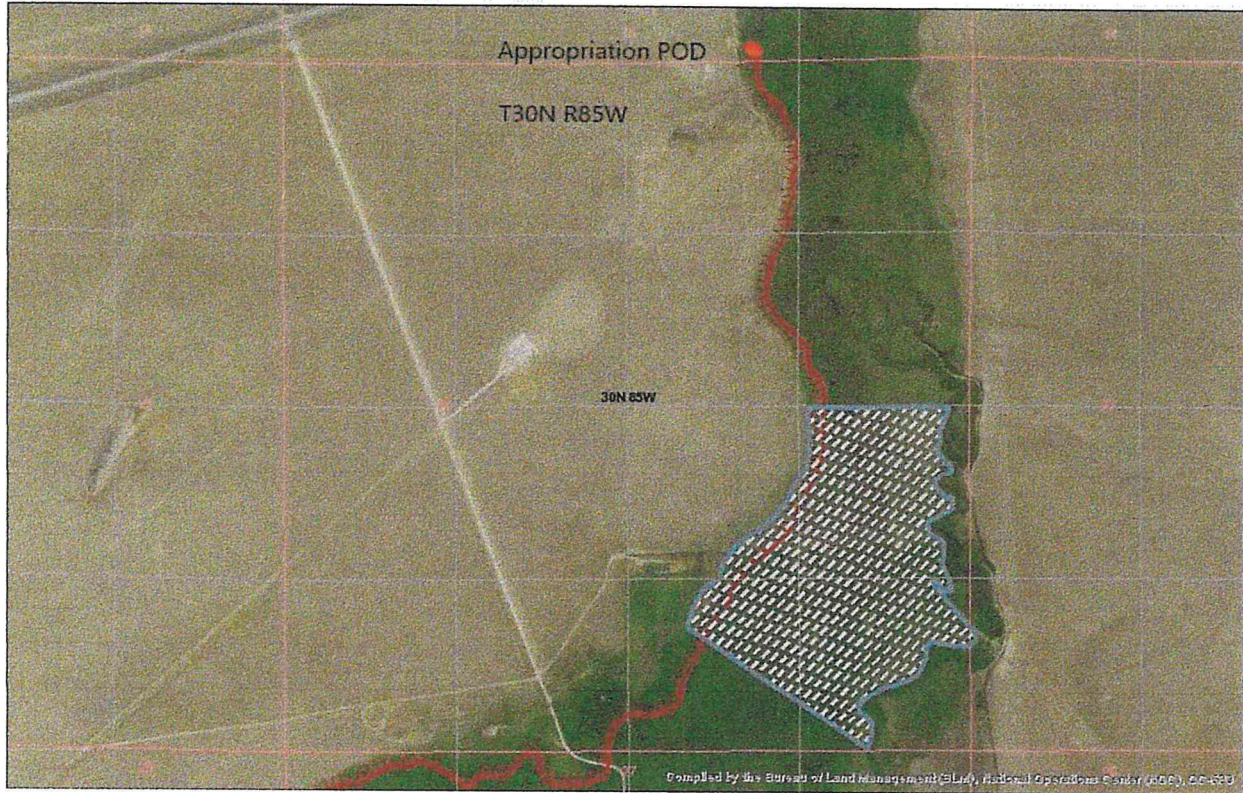 Appropriation POD
T30N R85W
30N 85W
Compiled by the Bureau of Land Management (BLM), National Operations Center (NOC),